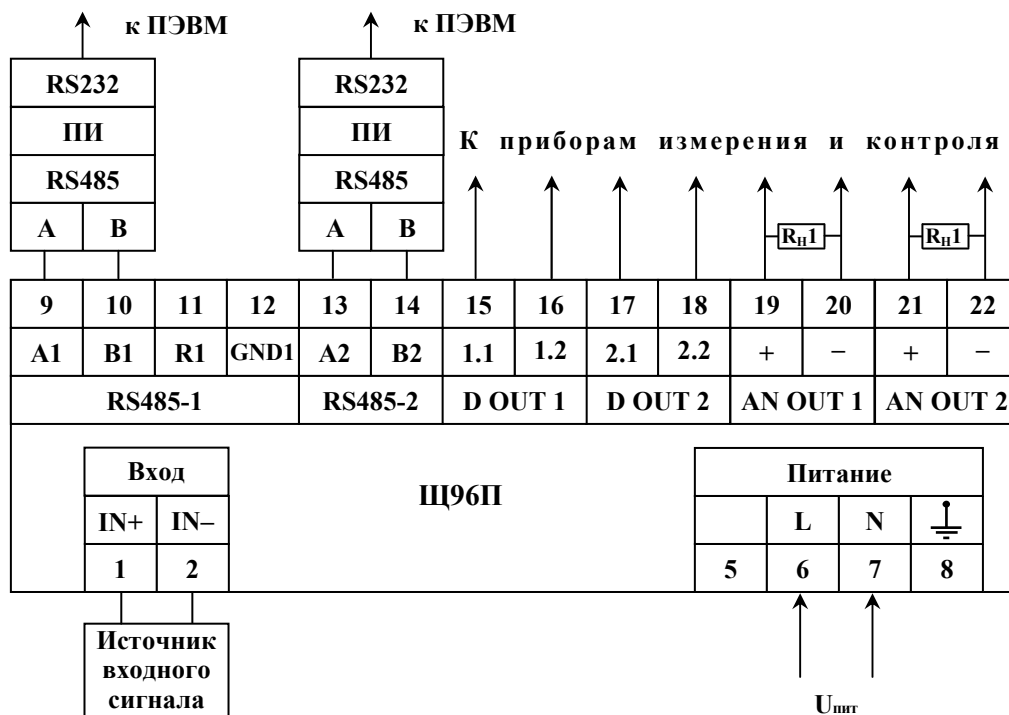 к ПЭВМ к ПЭВМ
RS232 RS232
ПИ ПИ
К приборам измерения и контроля
RS485 RS485
A B A B
RН1 RН1
9 10 11 12 13 14 15 16 17 18 19 20 21 22
A1 B1 R1 GND1 A2 B2 1.1 1.2 2.1 2.2 + – + –
RS485-1 RS485-2 D OUT 1 D OUT 2 AN OUT 1 AN OUT 2
Вход Щ96П Питание
IN+ IN– L N
1 2 5 6 7 8
Источник
входного
сигнала
Uпит